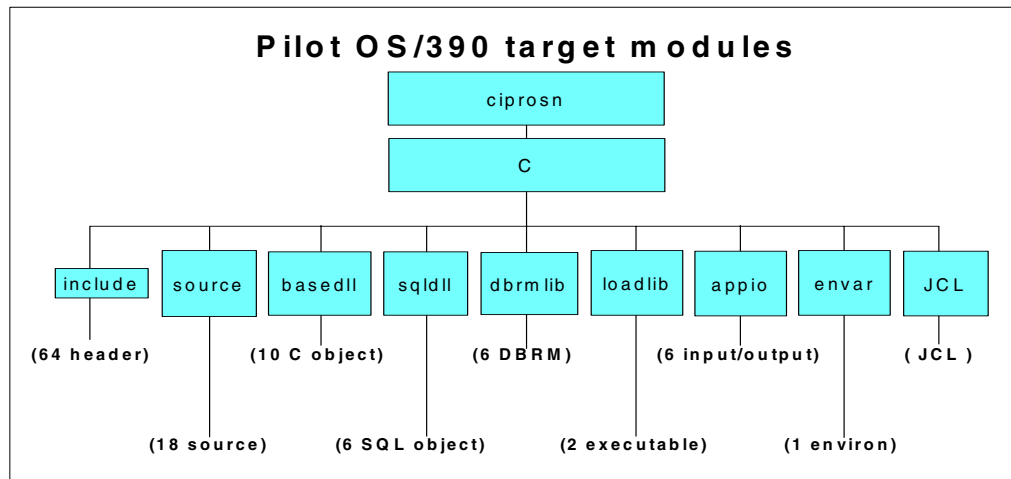 Pilot OS/390 target modules
ciprosn
C
include source basedll sqldll dbrmlib loadlib appio envar JCL
(64 header) (10 C object) (6 DBRM) (6 input/output) ( JCL )
(18 source) (6 SQL object) (2 executable) (1 environ)